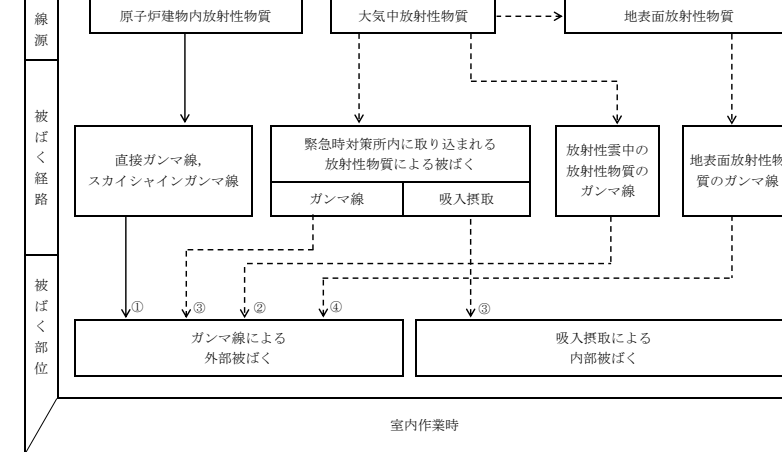 線源
原子炉建物内放射性物質
大気中放射性物質
地表面放射性物質
被ばく経路
直接ガンマ線,
スカイシャインガンマ線
緊急時対策所内に取り込まれる
放射性物質による被ばく
ガンマ線
吸入摂取
放射性雲中の
放射性物質の
ガンマ線
地表面放射性物
質のガンマ線
被ばく部位
①
③
②
④
③
ガンマ線による
外部被ばく
吸入摂取による
内部被ばく
室内作業時